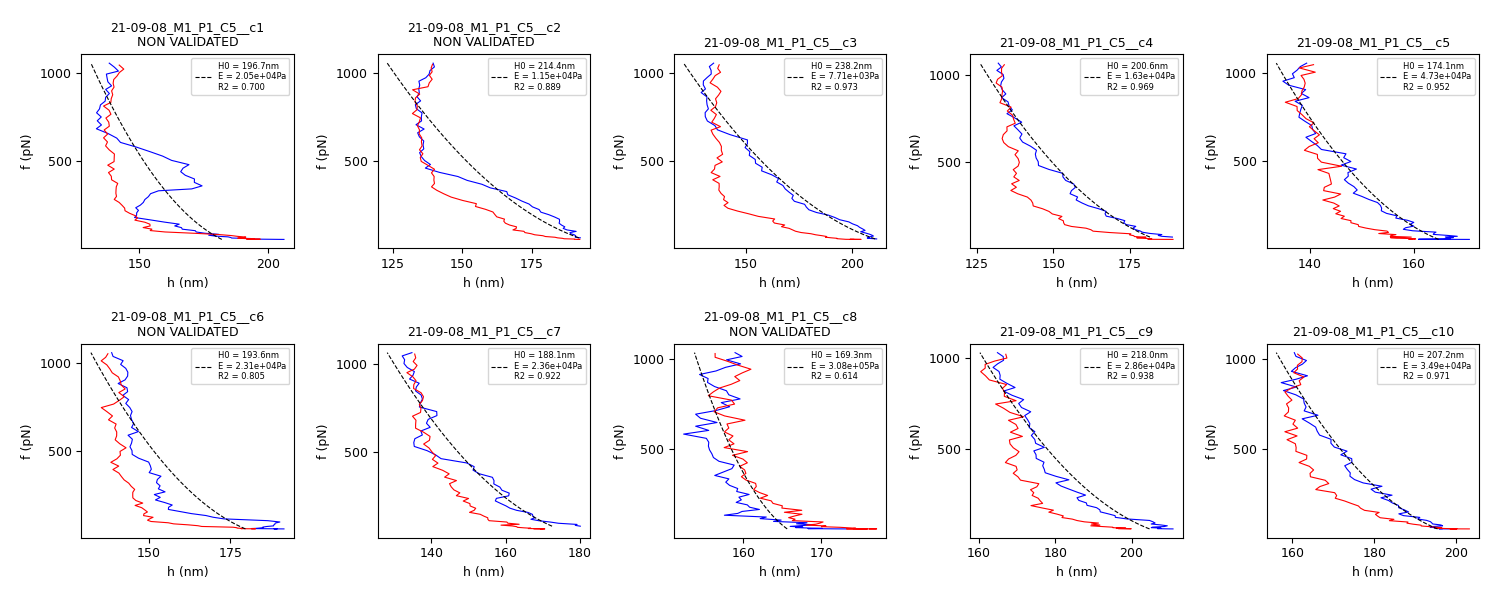 21-09-08_M1_P1_C5__c1
NON VALIDATED
H0 = 196.7nm
E = 2.05e+04Pa
R2 = 0.700
1000
500
f (pN)
150
200
h (nm)
21-09-08_M1_P1_C5__c2
NON VALIDATED
H0 = 214.4nm
E = 1.15e+04Pa
R2 = 0.889
1000
500
f (pN)
125
150
175
h (nm)
21-09-08_M1_P1_C5__c3
H0 = 238.2nm
E = 7.71e+03Pa
R2 = 0.973
1000
500
f (pN)
150
200
h (nm)
21-09-08_M1_P1_C5__c4
H0 = 200.6nm
E = 1.63e+04Pa
R2 = 0.969
1000
500
f (pN)
125
150
175
h (nm)
21-09-08_M1_P1_C5__c5
H0 = 174.1nm
E = 4.73e+04Pa
R2 = 0.952
1000
500
f (pN)
140
160
h (nm)
21-09-08_M1_P1_C5__c6
NON VALIDATED
H0 = 193.6nm
E = 2.31e+04Pa
R2 = 0.805
1000
500
f (pN)
150
175
h (nm)
21-09-08_M1_P1_C5__c7
H0 = 188.1nm
E = 2.36e+04Pa
R2 = 0.922
1000
500
f (pN)
140
160
180
h (nm)
21-09-08_M1_P1_C5__c8
NON VALIDATED
H0 = 169.3nm
E = 3.08e+05Pa
R2 = 0.614
1000
500
f (pN)
160
170
h (nm)
21-09-08_M1_P1_C5__c9
H0 = 218.0nm
E = 2.86e+04Pa
R2 = 0.938
1000
500
f (pN)
160
180
200
h (nm)
21-09-08_M1_P1_C5__c10
H0 = 207.2nm
E = 3.49e+04Pa
R2 = 0.971
1000
500
f (pN)
160
180
200
h (nm)